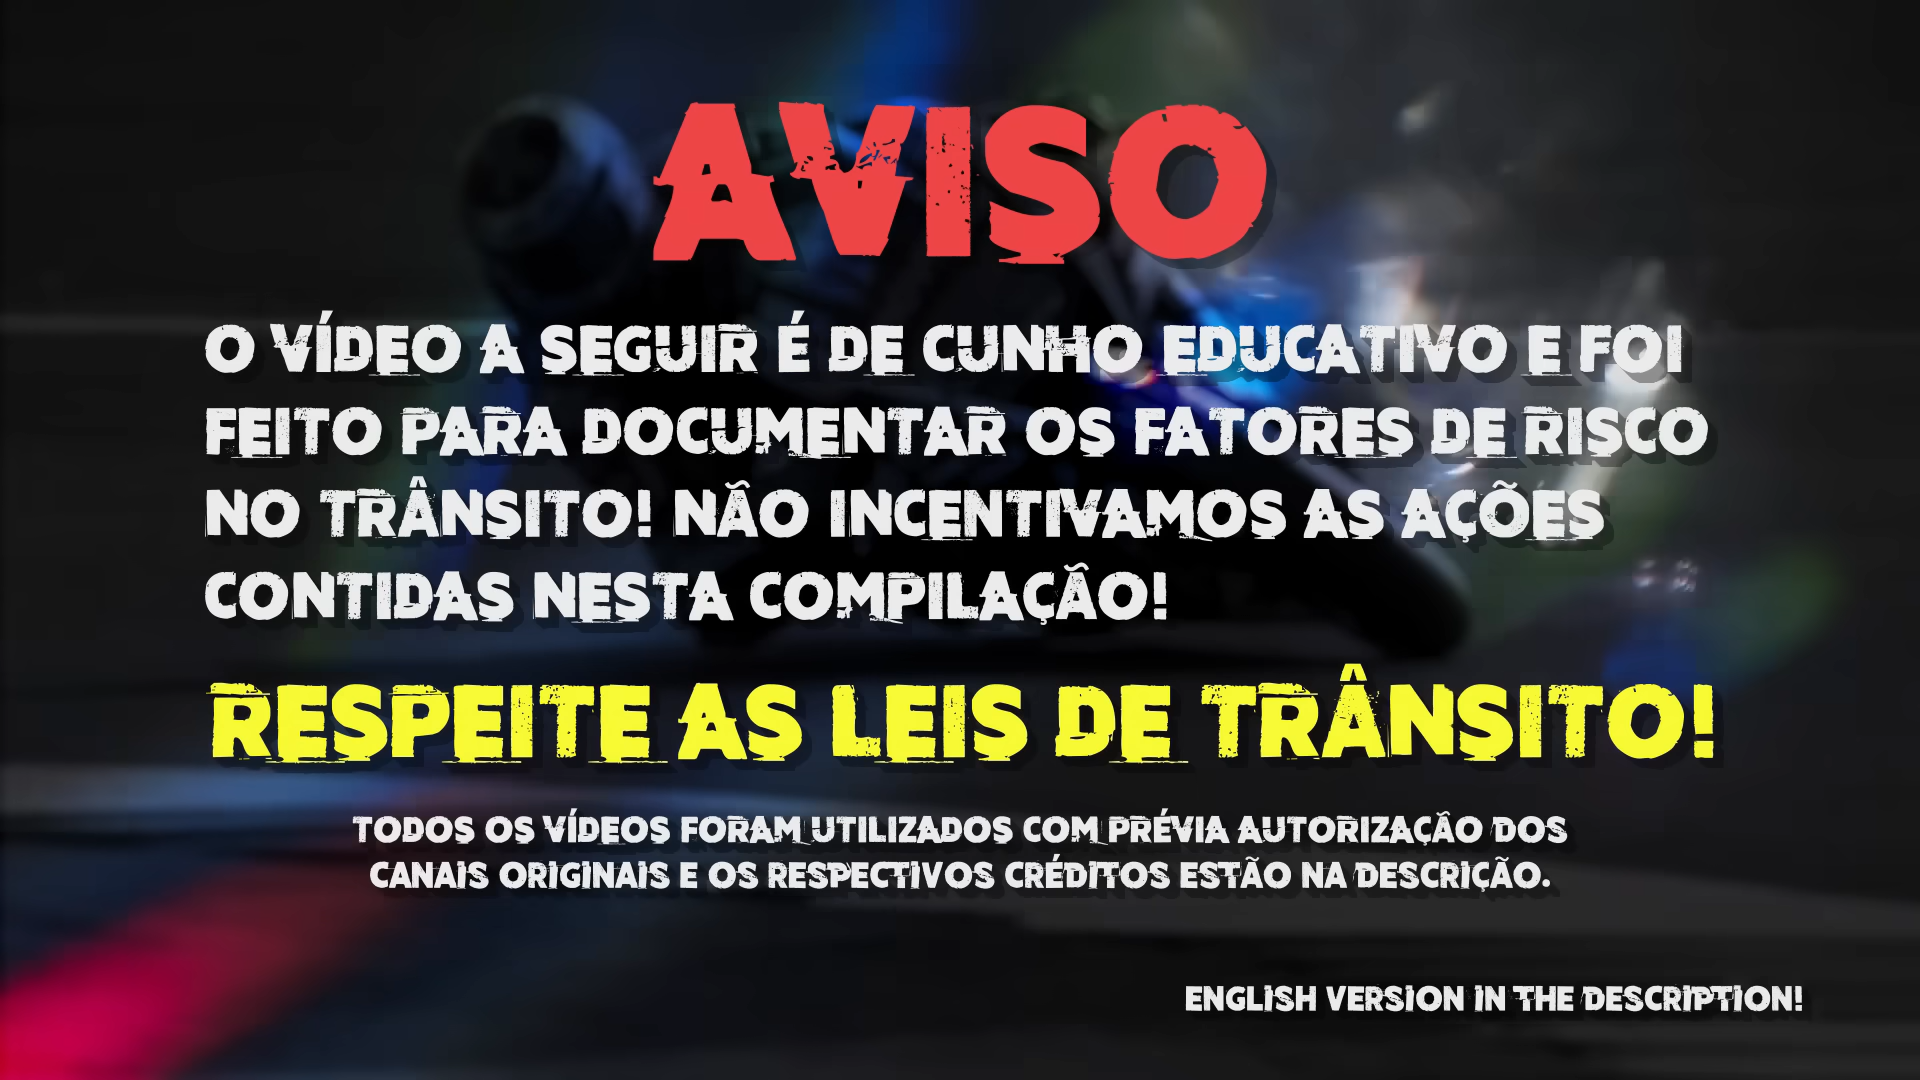 AVISO
O VÍDEO A SEGUIR É DE CUNHO EDUCATIVO E FOI
FEITO PARA DOCUMENTAR OS FATORES DE RISCO
NO TRÂNSITO! NÃO INCENTIVAMOS AS AÇÕES
CONTIDAS NESTA COMPILAÇÃO!
RESPEITE AS LEIS DE TRÂNSITO!
TODOS OS VÍDEOS FORAM UTILIZADOS COM PRÉVIA AUTORIZAÇÃO DOS
CANAIS ORIGINAIS E OS RESPECTIVOS CRÉDITOS ESTÃO NA DESCRIÇÃO.
ENGLISH VERSION IN THE DESCRIPTION!